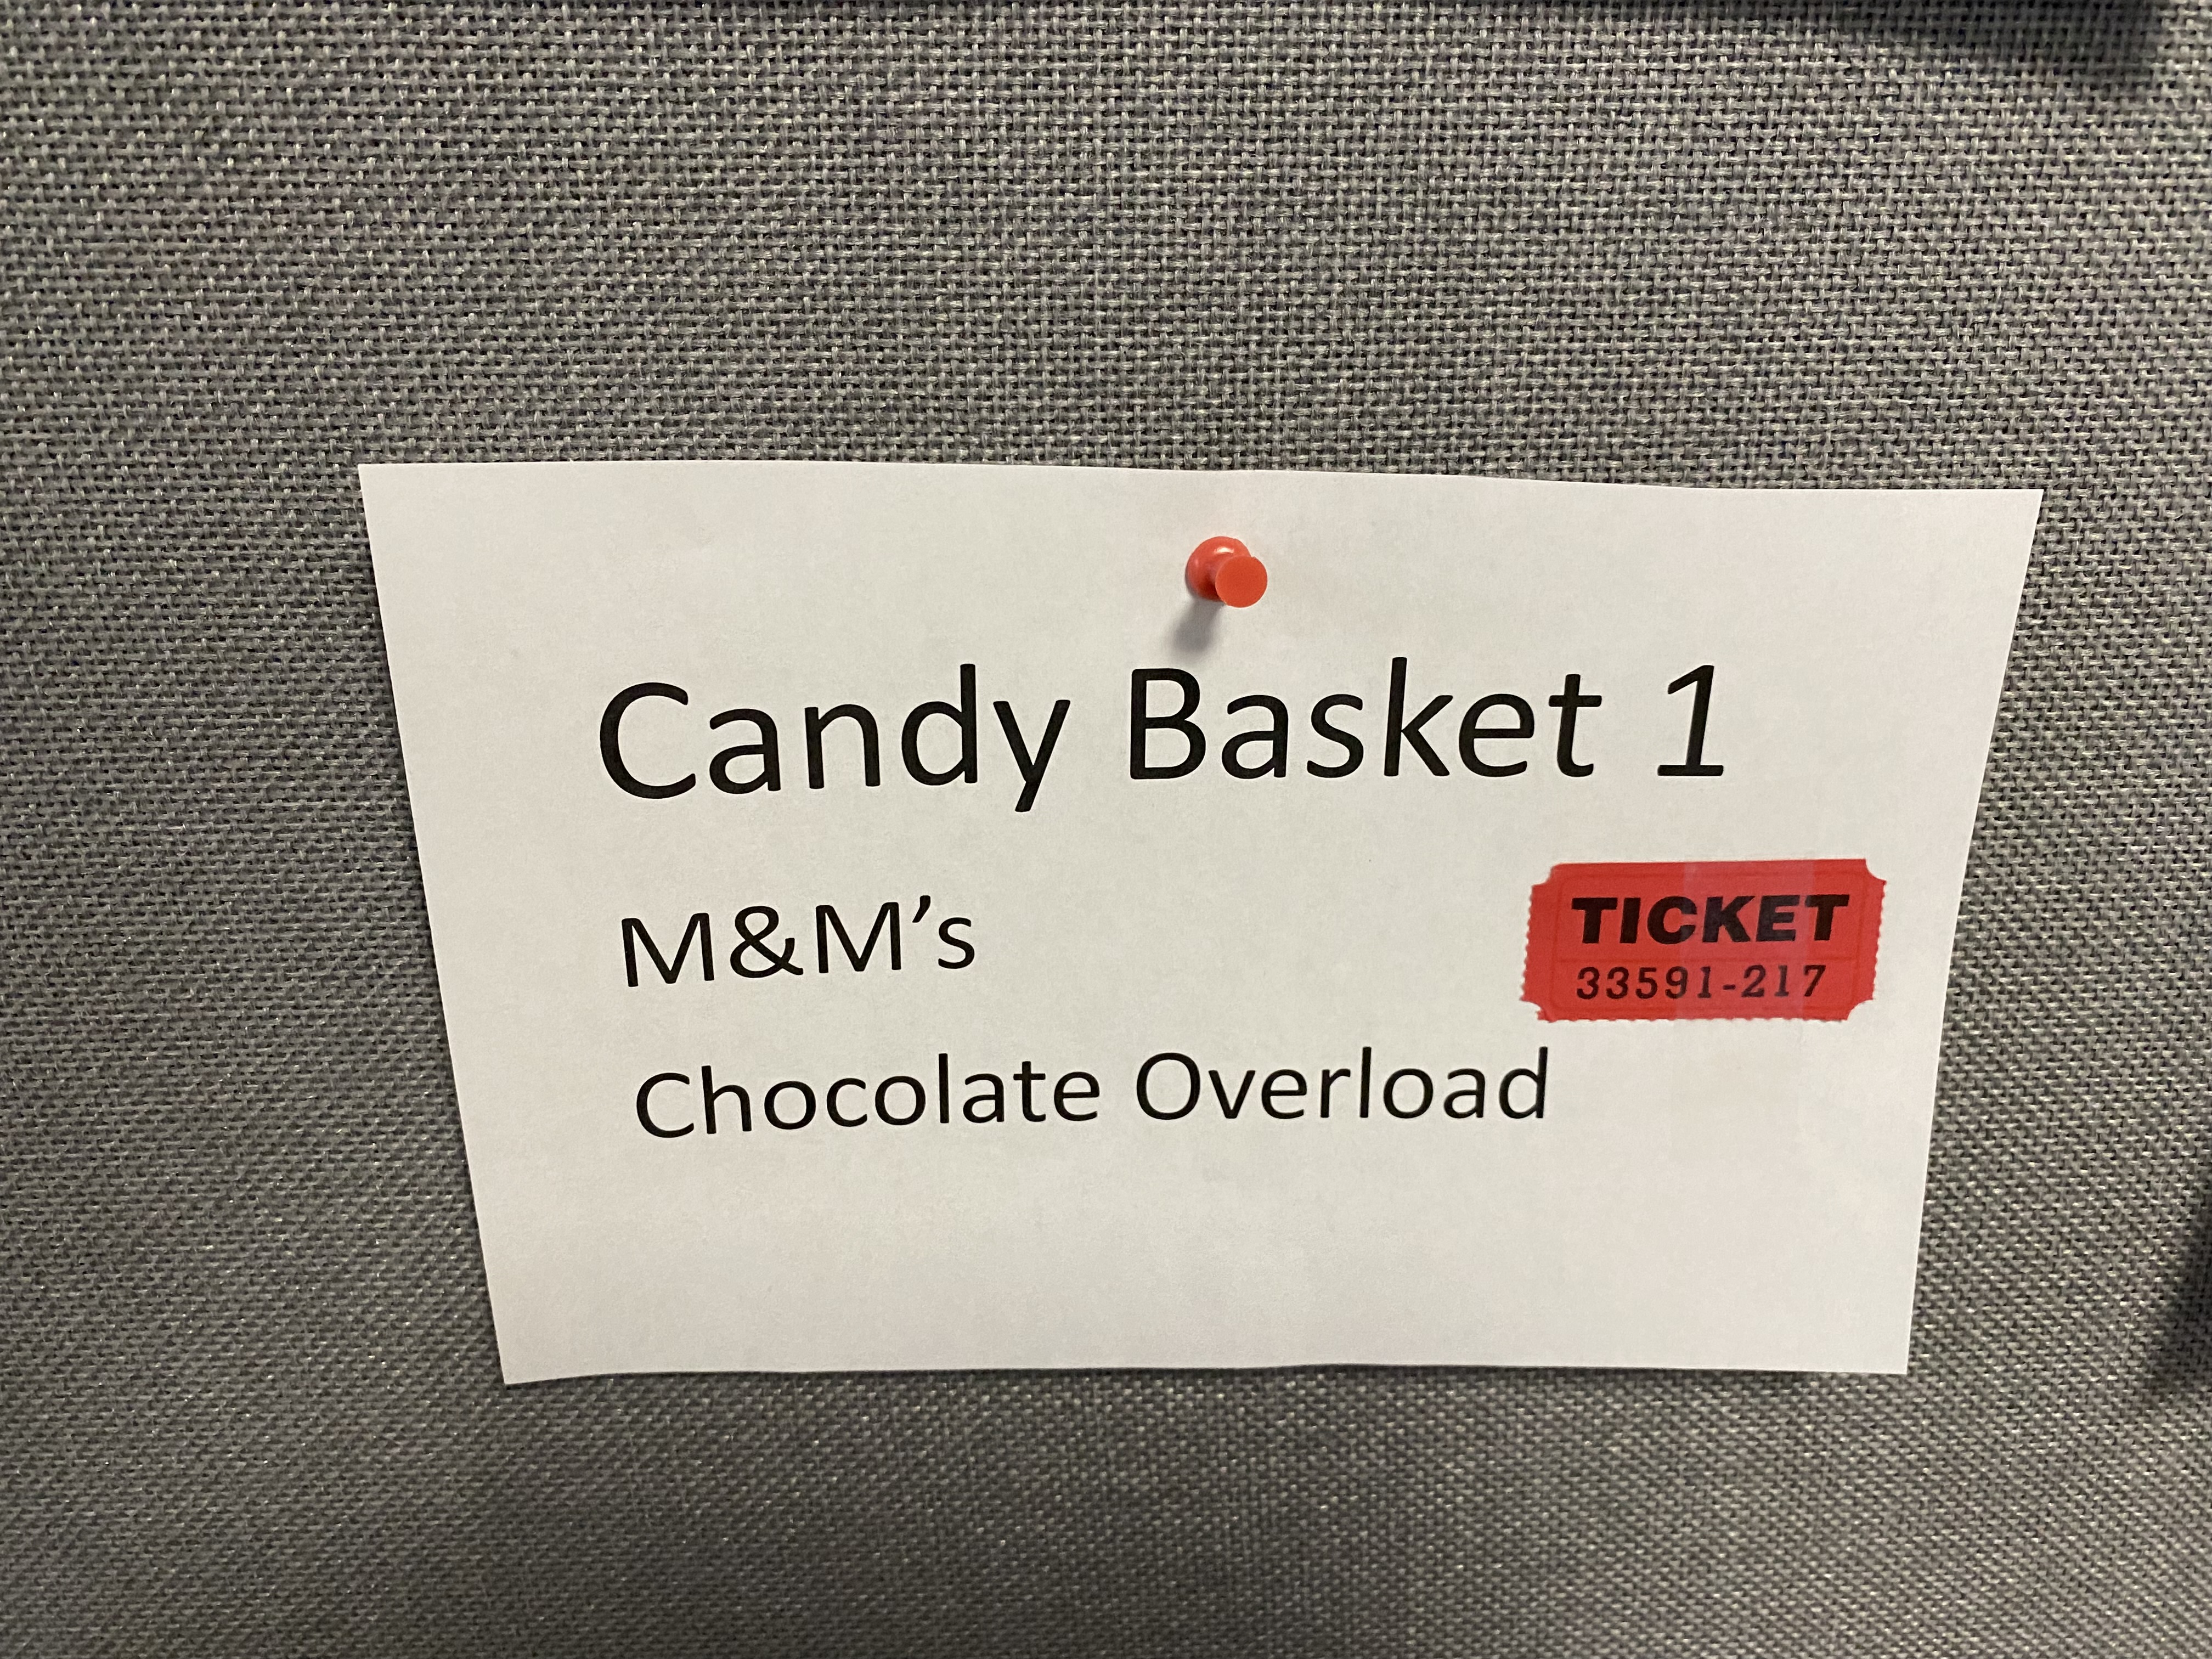 Candy Basket 1
M&M’s
TICKET
33591-217
Chocolate Overload